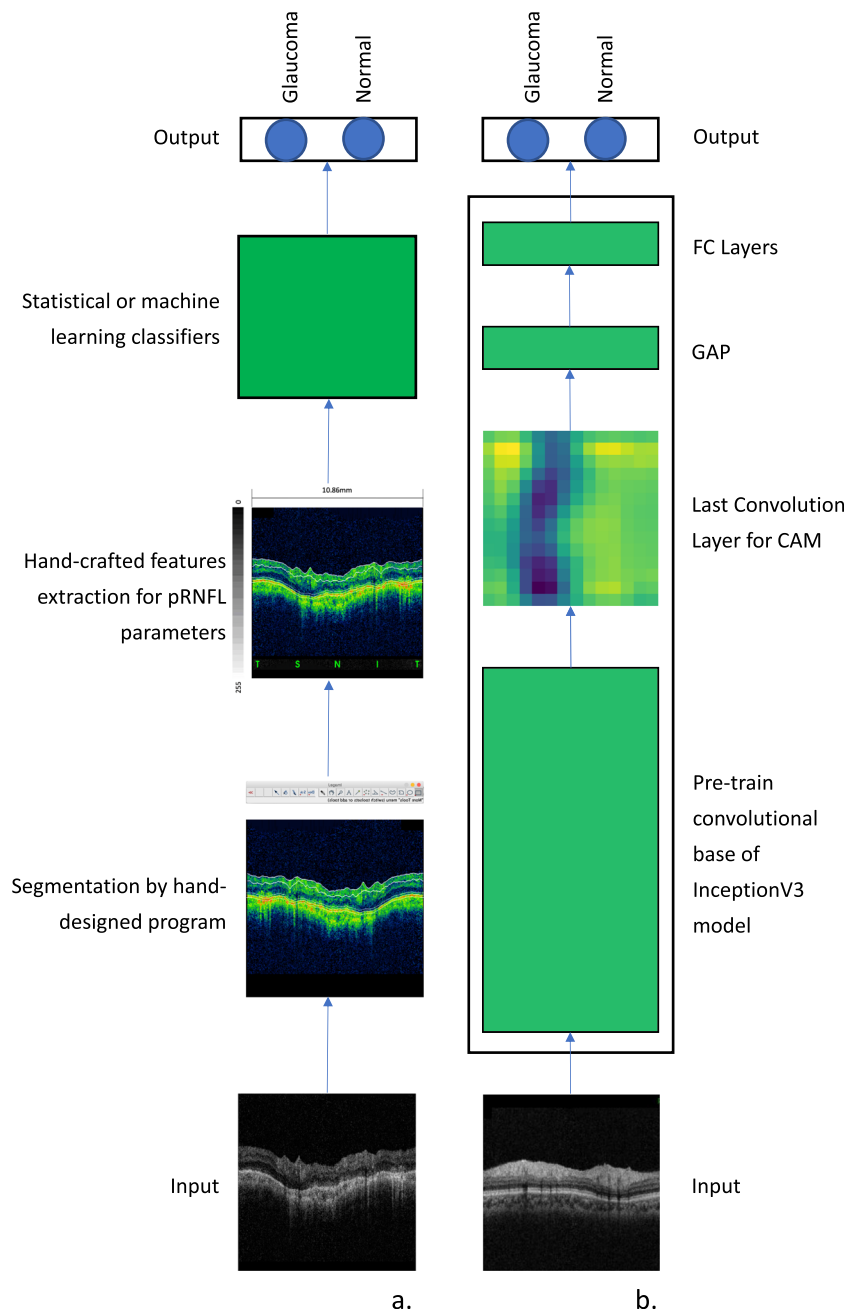 Glaucoma
Normal
Glaucoma
Normal
Output
Output
Statistical or machine
learning classifiers
FC Layers
GAP
10.86mm
0
255
Hand-crafted features
extraction for pRNFL
parameters
T S N I T
Last Convolution
Layer for CAM
Segmentation by hand-
designed program
Pre-train
convolutional
base of
InceptionV3
model
Input
Input
a.
b.